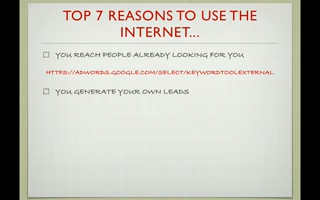 TOP 7 REASONS TO USE THE
INTERNET...
YOU REACH PEOPLE ALREADY LOOKING FOR YOU
HTTPS://ADWORDS.GOOGLE.COM/SELECT/KEYWORDTOOLEXTERNAL
YOU GENERATE YOUR OWN LEADS